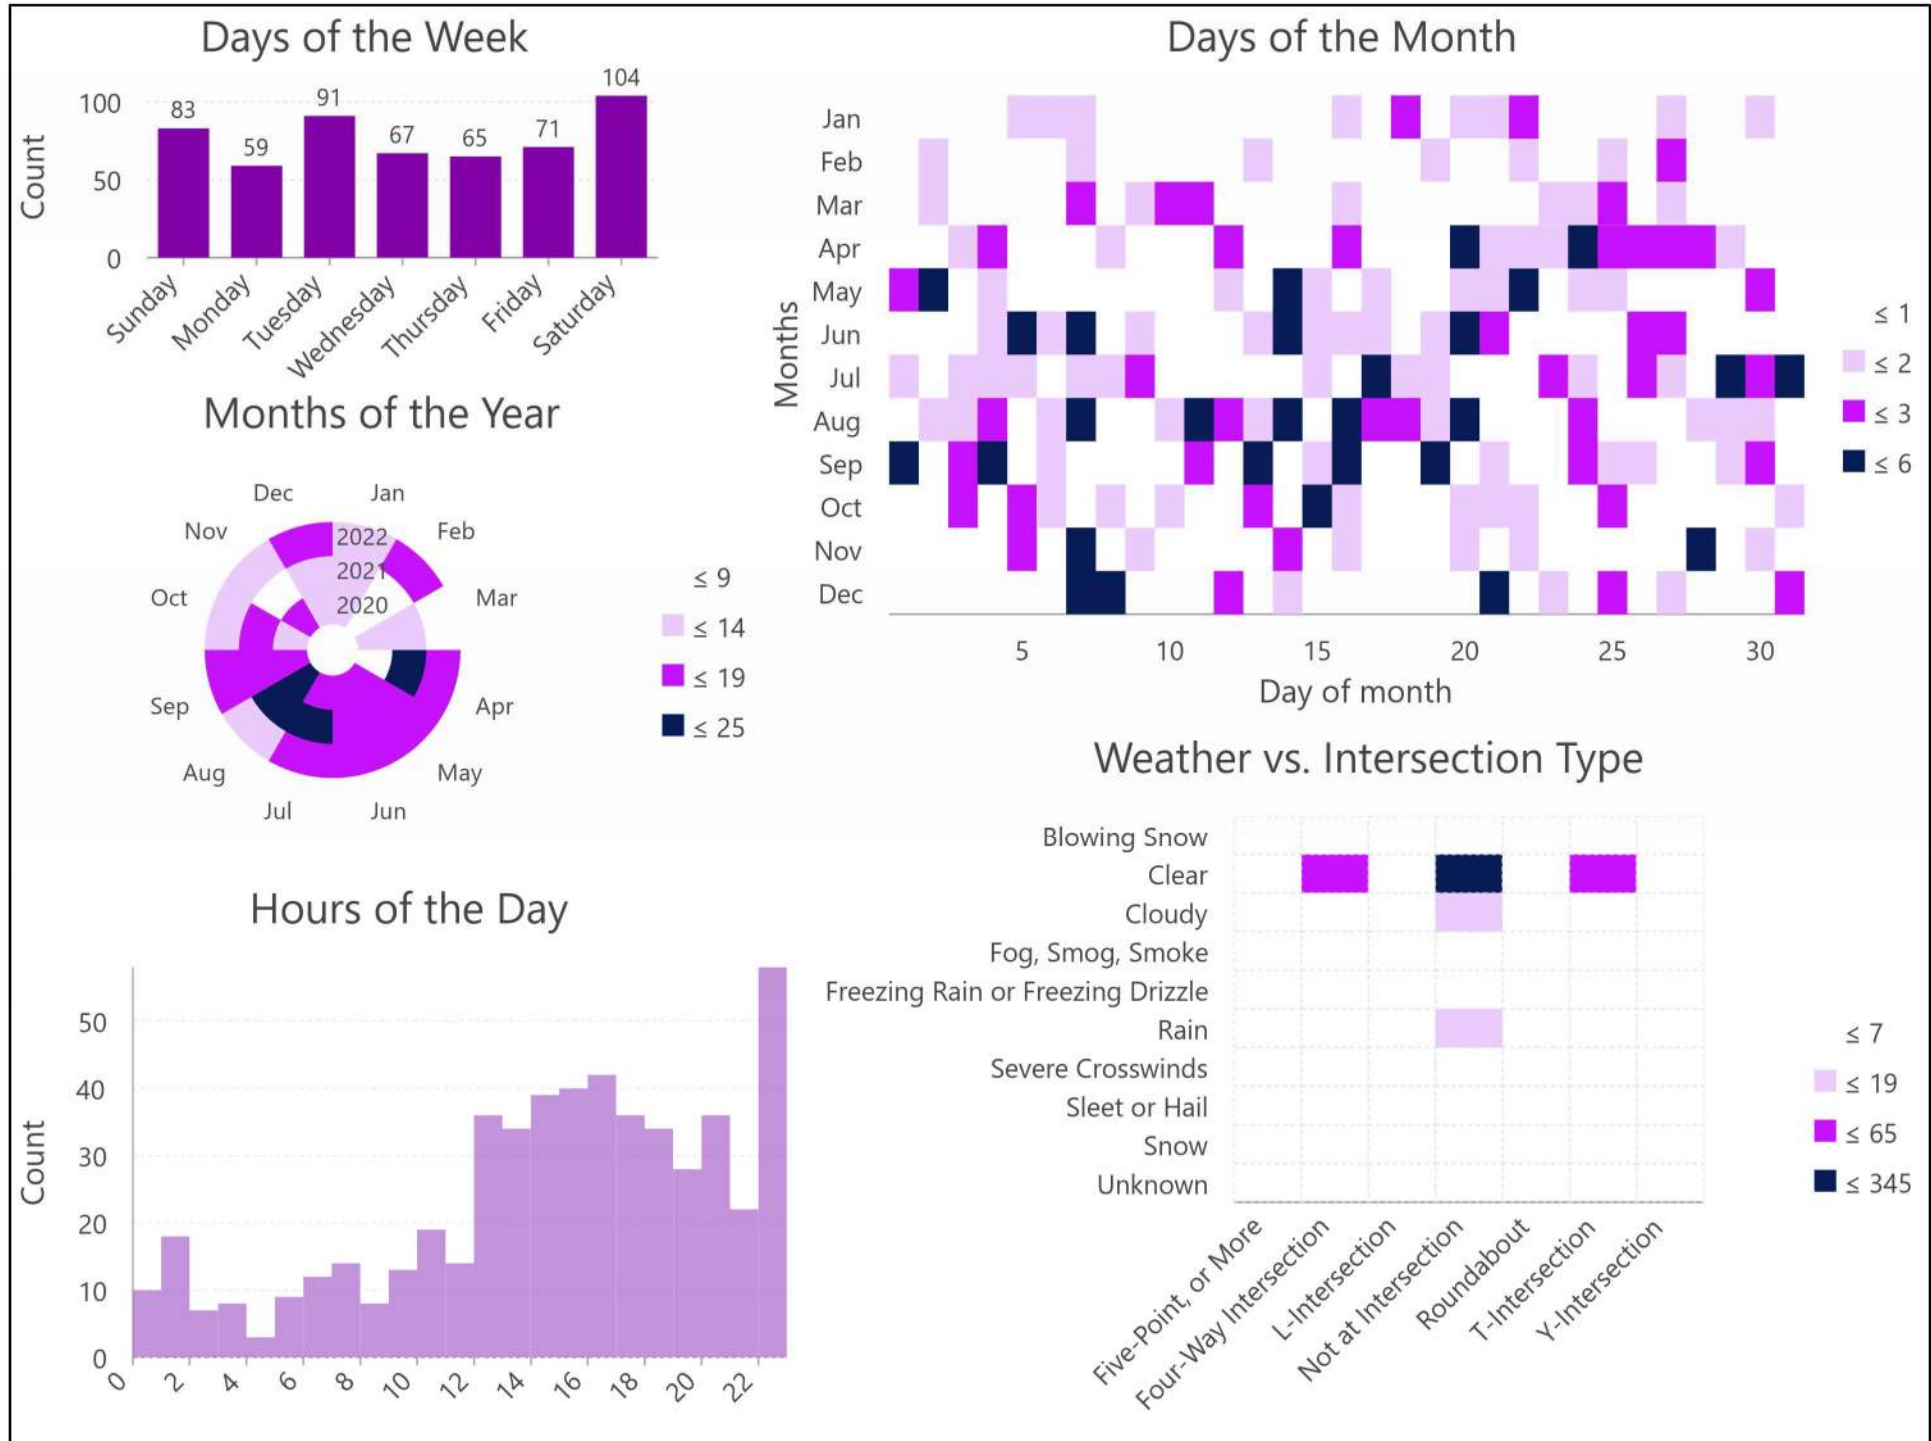 Days of the Week
Count
100
50
0
83
59
91
67
65
71
104
Sunday
Monday
Tuesday
Wednesday
Thursday
Friday
Saturday
Months of the Year
Dec
Jan
Nov
Feb
Oct
Mar
Sep
Apr
Aug
May
Jul
Jun
2022
2021
2020
≤ 9
≤ 14
≤ 19
≤ 25
Hours of the Day
Count
50
40
30
20
10
0
0
2
4
6
8
10
12
14
16
18
20
22
Days of the Month
Months
Jan
Feb
Mar
Apr
May
Jun
Jul
Aug
Sep
Oct
Nov
Dec
5
10
15
20
25
30
Day of month
≤ 1
≤ 2
≤ 3
≤ 6
Weather vs. Intersection Type
Blowing Snow
Clear
Cloudy
Fog, Smog, Smoke
Freezing Rain or Freezing Drizzle
Rain
Severe Crosswinds
Sleet or Hail
Snow
Unknown
Five-Point, or More
Four-Way Intersection
L-Intersection
Not at Intersection
Roundabout
T-Intersection
Y-Intersection
≤ 7
≤ 19
≤ 65
≤ 345